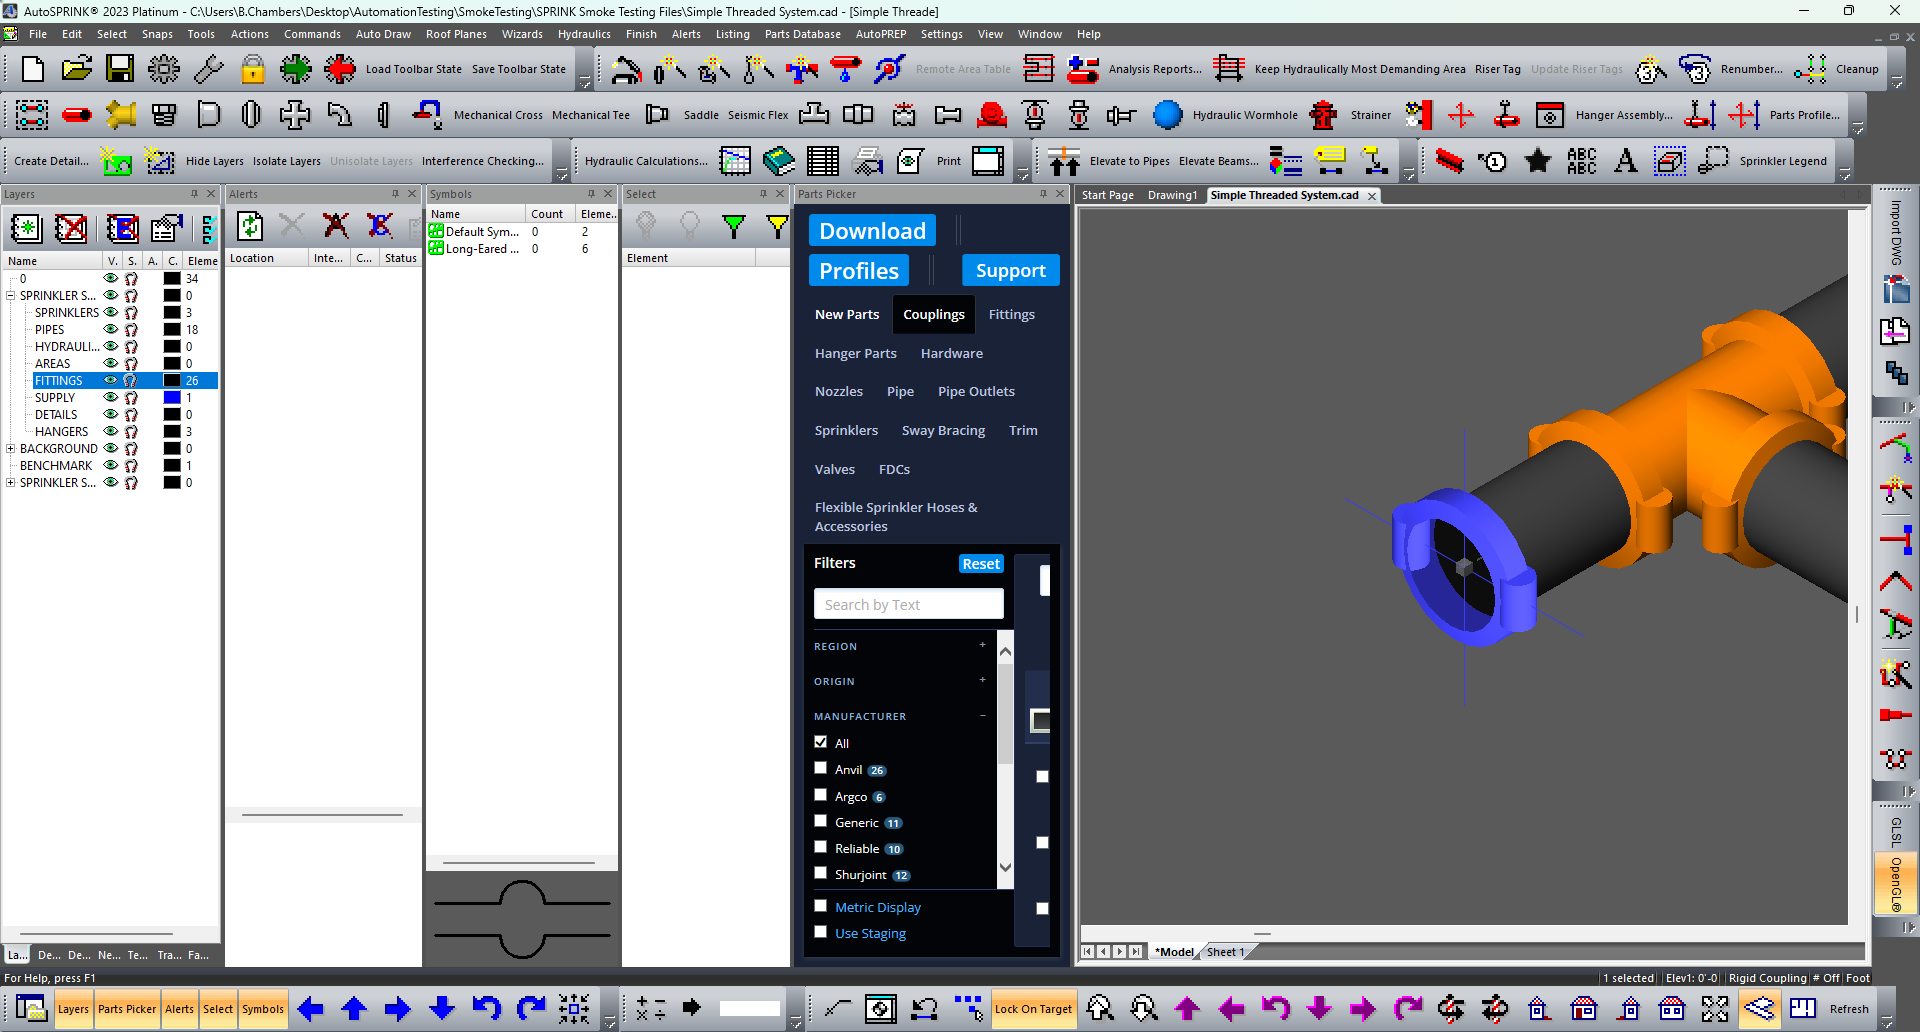 AutoSPRINK® 2023 Platinum - C:\Users\B.Chambers\Desktop\AutomationTesting\SmokeTesting\SPRINK Smoke Testing Files\Simple Threaded System.cad - [Simple Threade]
File Edit Select Snaps Tools Actions Commands Auto Draw Roof Planes Wizards Hydraulics Finish Alerts Listing Parts Database AutoPREP Settings View Window Help
Load Toolbar State Save Toolbar State Remote Area Table Analysis Reports... Keep Hydraulically Most Demanding Area Riser Tag Update Riser Tags Renumber... Cleanup
Mechanical Cross Mechanical Tee Saddle Seismic Flex Hydraulic Wormhole Strainer Hanger Assembly... Parts Profile...
Create Detail... Hide Layers Isolate Layers Unisolate Layers Interference Checking... Hydraulic Calculations... Print Elevate to Pipes Elevate Beams... ABC ABC A Sprinkler Legend
Layers Alerts Symbols Select Parts Picker
Start Page Drawing1 Simple Threaded System.cad
Name V. S. A. C. Eleme
0 34
SPRINKLER S... 0
SPRINKLERS 3
PIPES 18
HYDRAULI... 0
AREAS 0
FITTINGS 26
SUPPLY 1
DETAILS 0
HANGERS 3
BACKGROUND 0
BENCHMARK 1
SPRINKLER S... 0
La... De... De... Ne... Te... Tra... Fa...
Location Inte... C... Status
Name Count Eleme...
Default Sym... 0 2
Long-Eared ... 0 6
Element
Download
Profiles Support
New Parts Couplings Fittings
Hanger Parts Hardware
Nozzles Pipe Pipe Outlets
Sprinklers Sway Bracing Trim
Valves FDCs
Flexible Sprinkler Hoses &
Accessories
Filters Reset
Search by Text
REGION +
ORIGIN +
MANUFACTURER −
All
Anvil 26
Argco 6
Generic 11
Reliable 10
Shurjoint 12
Metric Display
Use Staging
*Model Sheet 1
Import DWG
GLSL
OpenGL®
For Help, press F1
1 selected Elev1: 0'-0 Rigid Coupling # Off Foot
Layers Parts Picker Alerts Select Symbols Lock On Target Refresh